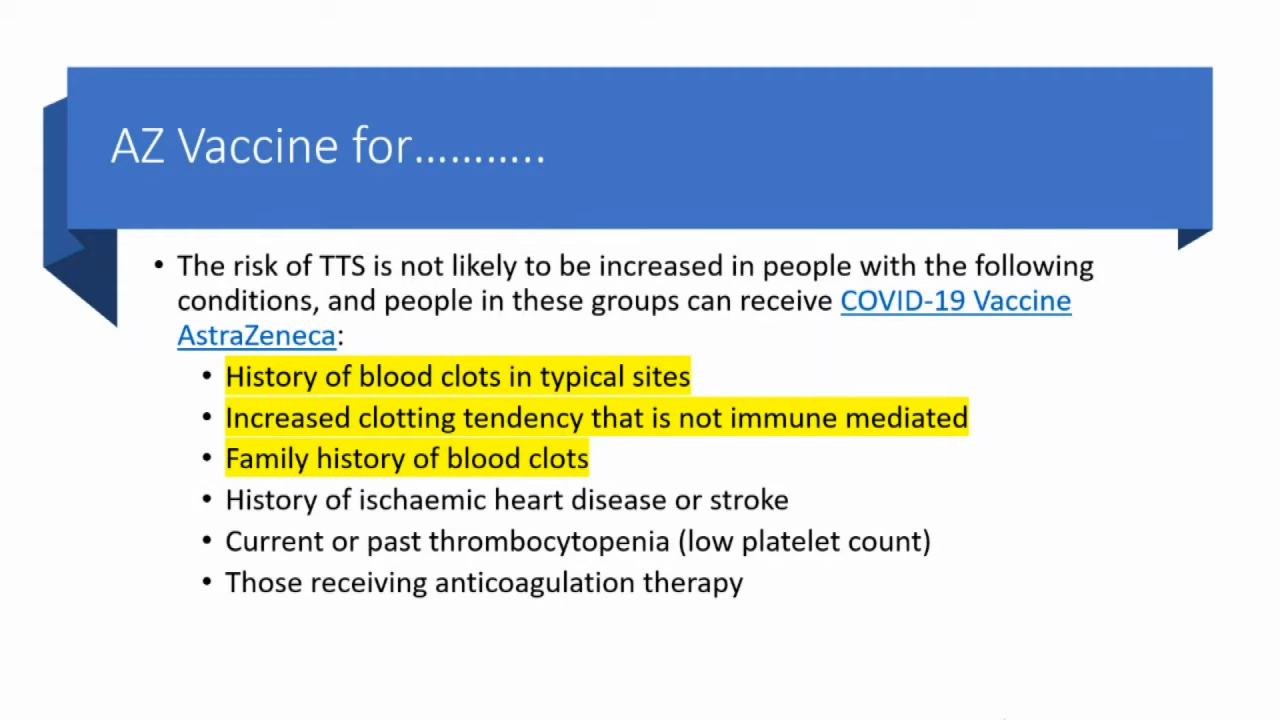 AZ Vaccine for………..
• The risk of TTS is not likely to be increased in people with the following
conditions, and people in these groups can receive COVID-19 Vaccine
AstraZeneca:
• History of blood clots in typical sites
• Increased clotting tendency that is not immune mediated
• Family history of blood clots
• History of ischaemic heart disease or stroke
• Current or past thrombocytopenia (low platelet count)
• Those receiving anticoagulation therapy